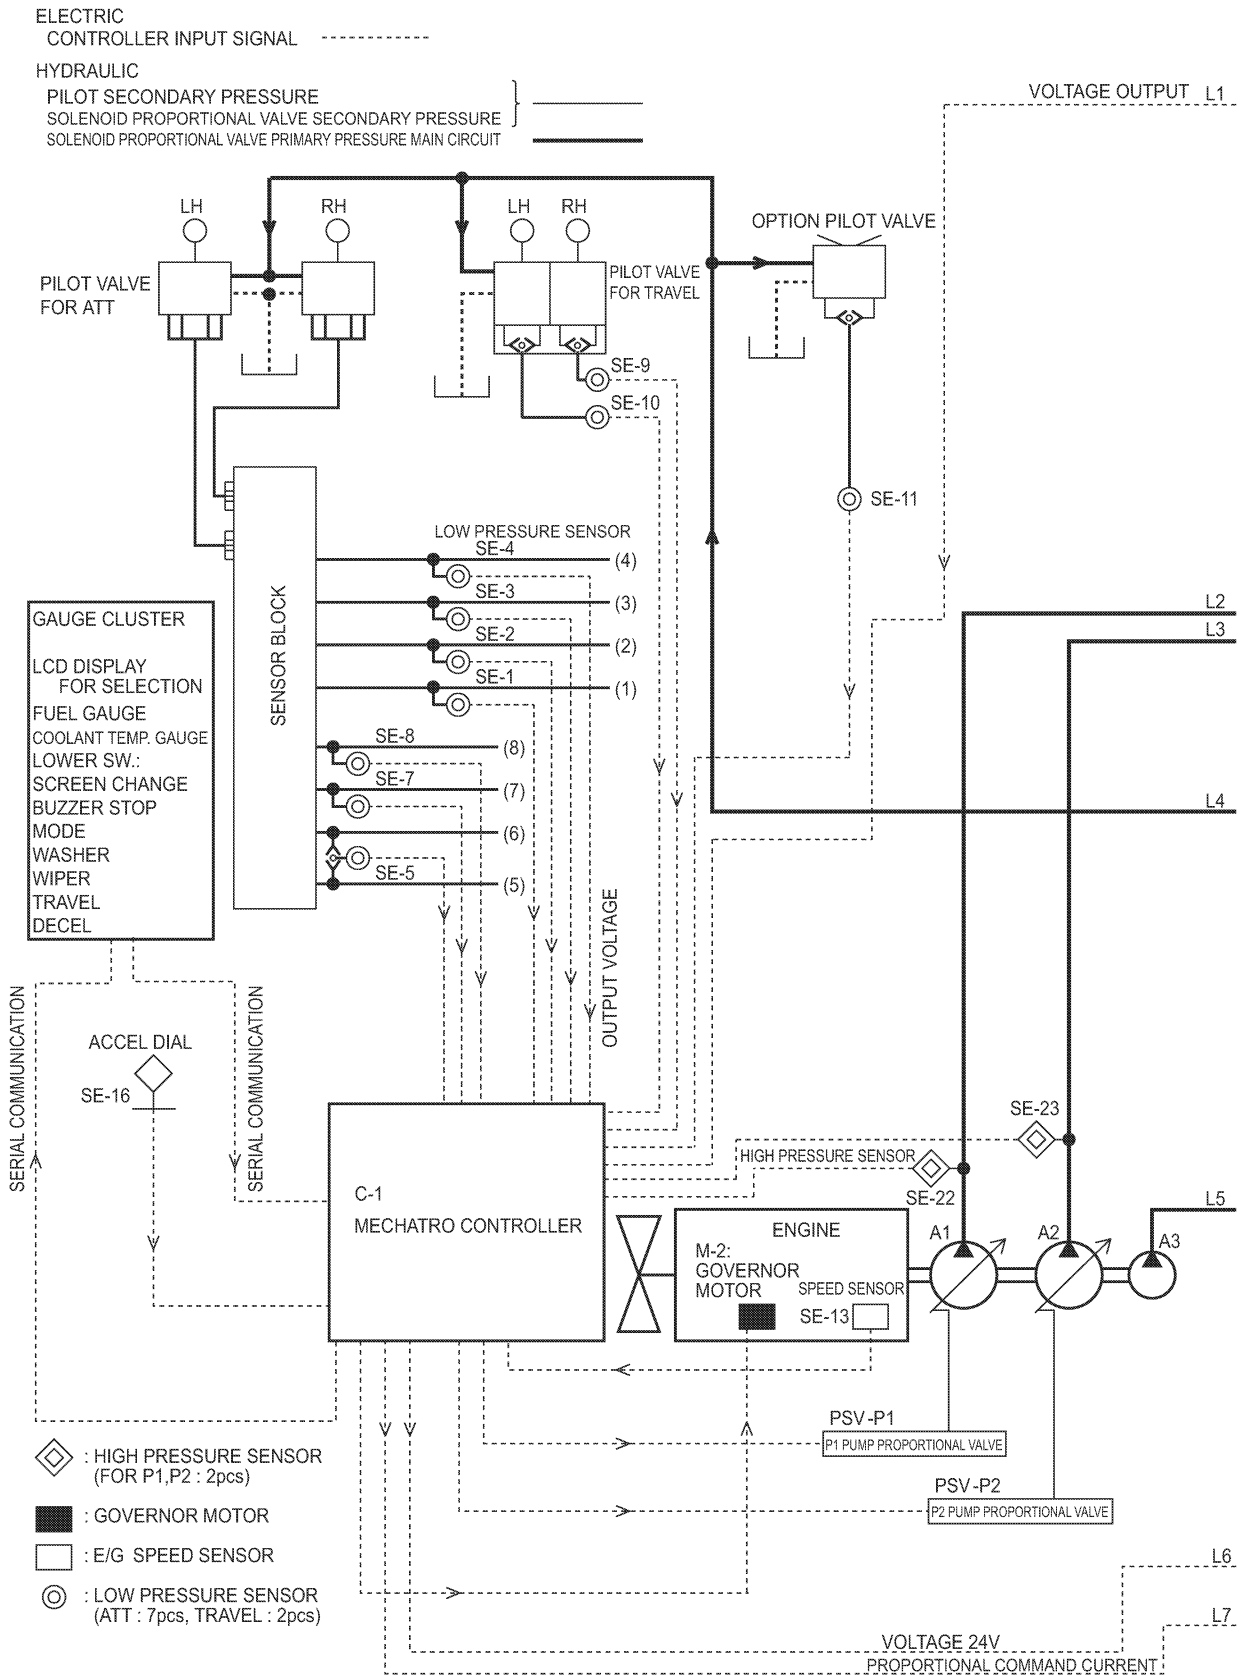 ELECTRIC
CONTROLLER INPUT SIGNAL
HYDRAULIC
PILOT SECONDARY PRESSURE
SOLENOID PROPORTIONAL VALVE SECONDARY PRESSURE
SOLENOID PROPORTIONAL VALVE PRIMARY PRESSURE MAIN CIRCUIT
VOLTAGE OUTPUT L1
LH
RH
LH
RH
OPTION PILOT VALVE
PILOT VALVE
FOR ATT
PILOT VALVE
FOR TRAVEL
SE-9
SE-10
SE-11
LOW PRESSURE SENSOR
SE-4
(4)
SE-3
(3)
SE-2
(2)
SE-1
(1)
SE-8
(8)
SE-7
(7)
(6)
SE-5
(5)
SENSOR BLOCK
L2
L3
L4
GAUGE CLUSTER
LCD DISPLAY
FOR SELECTION
FUEL GAUGE
COOLANT TEMP. GAUGE
LOWER SW.:
SCREEN CHANGE
BUZZER STOP
MODE
WASHER
WIPER
TRAVEL
DECEL
OUTPUT VOLTAGE
SERIAL COMMUNICATION
SERIAL COMMUNICATION
ACCEL DIAL
SE-16
C-1
MECHATRO CONTROLLER
SE-23
HIGH PRESSURE SENSOR
SE-22
L5
ENGINE
M-2:
GOVERNOR
MOTOR
SPEED SENSOR
SE-13
A1
A2
A3
PSV-P1
P1 PUMP PROPORTIONAL VALVE
PSV-P2
P2 PUMP PROPORTIONAL VALVE
: HIGH PRESSURE SENSOR
(FOR P1,P2 : 2pcs)
: GOVERNOR MOTOR
: E/G SPEED SENSOR
: LOW PRESSURE SENSOR
(ATT : 7pcs, TRAVEL : 2pcs)
L6
L7
VOLTAGE 24V
PROPORTIONAL COMMAND CURRENT